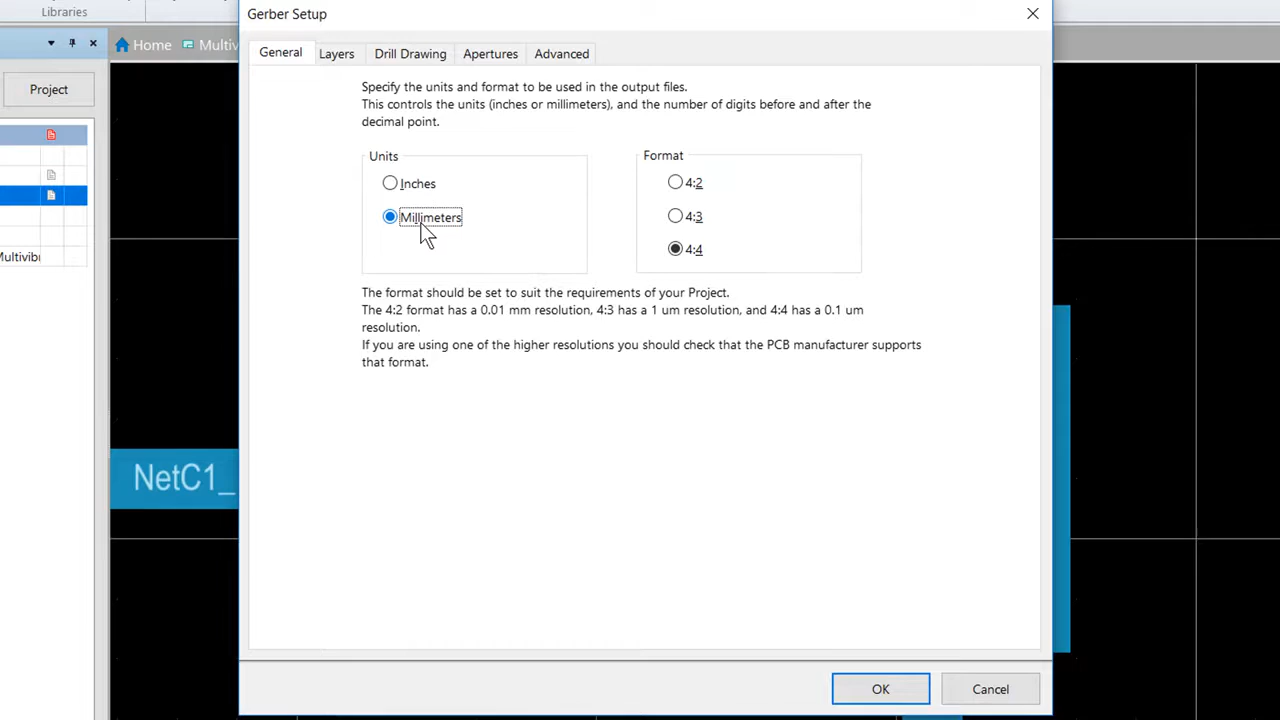 Libraries
Gerber Setup
Home
Multiv
General
Layers
Drill Drawing
Apertures
Advanced
Project
Specify the units and format to be used in the output files.
This controls the units (inches or millimeters), and the number of digits before and after the
decimal point.
Units
Format
Inches
4:2
Millimeters
4:3
4:4
Multivibr
The format should be set to suit the requirements of your Project.
The 4:2 format has a 0.01 mm resolution, 4:3 has a 1 um resolution, and 4:4 has a 0.1 um
resolution.
If you are using one of the higher resolutions you should check that the PCB manufacturer supports
that format.
NetC1_
OK
Cancel